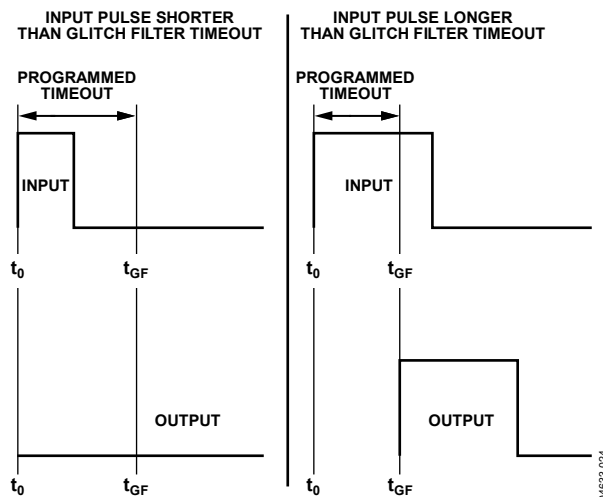 INPUT PULSE SHORTER
THAN GLITCH FILTER TIMEOUT
PROGRAMMED
TIMEOUT
INPUT
t0
tGF
OUTPUT
t0
tGF
INPUT PULSE LONGER
THAN GLITCH FILTER TIMEOUT
PROGRAMMED
TIMEOUT
INPUT
t0
tGF
OUTPUT
t0
tGF